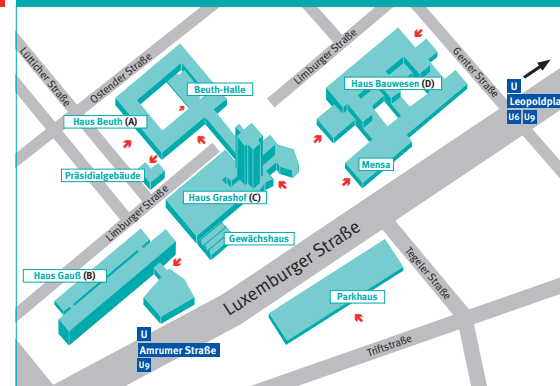 Lütticher Straße
Ostender Straße
Limburger Straße
Genter Straße
Beuth-Halle
Haus Bauwesen (D)
U
Leopoldpla
U6 U9
Haus Beuth (A)
Präsidialgebäude
Mensa
Limburger Straße
Haus Grashof (C)
Gewächshaus
Luxemburger Straße
Tegeler Straße
Haus Gauß (B)
Parkhaus
U
Amrumer Straße
U9
Triftstraße